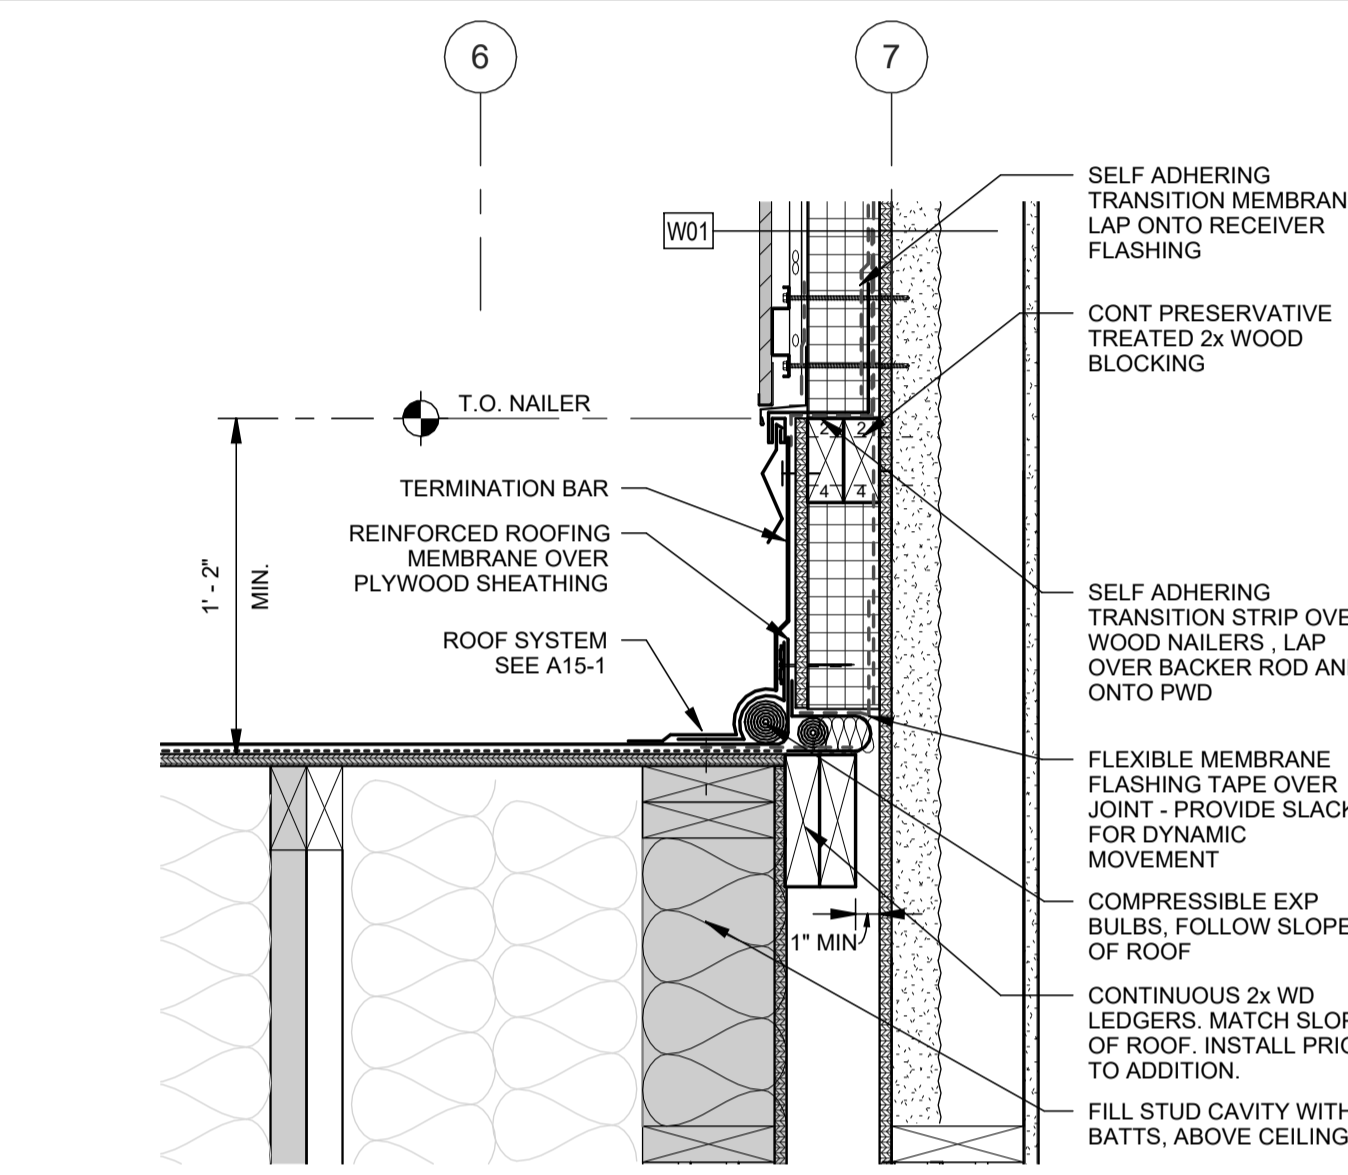 6
7
SELF ADHERING
TRANSITION MEMBRAN
LAP ONTO RECEIVER
FLASHING
W01
CONT PRESERVATIVE
TREATED 2x WOOD
BLOCKING
T.O. NAILER
2 2
4 4
TERMINATION BAR
REINFORCED ROOFING
MEMBRANE OVER
PLYWOOD SHEATHING
1' - 2"
MIN.
ROOF SYSTEM
SEE A15-1
SELF ADHERING
TRANSITION STRIP OVE
WOOD NAILERS , LAP
OVER BACKER ROD AN
ONTO PWD
FLEXIBLE MEMBRANE
FLASHING TAPE OVER
JOINT - PROVIDE SLACK
FOR DYNAMIC
MOVEMENT
COMPRESSIBLE EXP
BULBS, FOLLOW SLOPE
OF ROOF
1" MIN
CONTINUOUS 2x WD
LEDGERS. MATCH SLOP
OF ROOF. INSTALL PRIO
TO ADDITION.
FILL STUD CAVITY WITH
BATTS, ABOVE CEILING